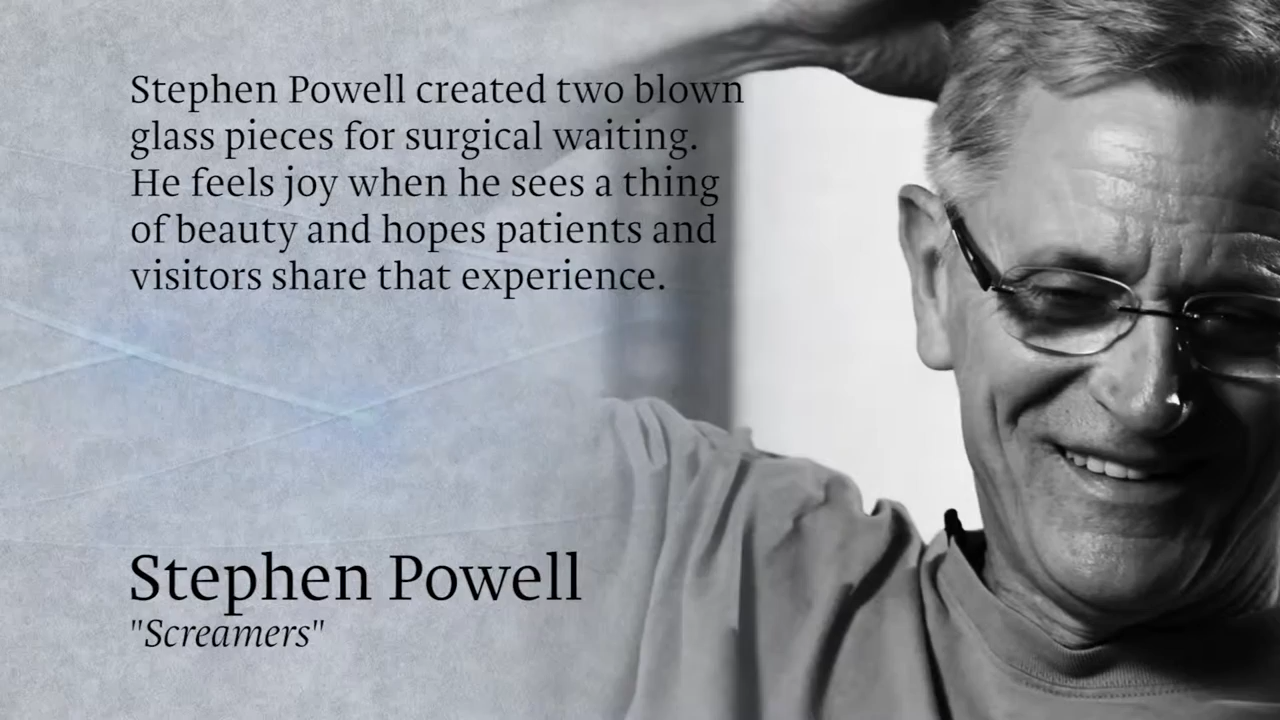 Stephen Powell created two blown
glass pieces for surgical waiting.
He feels joy when he sees a thing
of beauty and hopes patients and
visitors share that experience.
Stephen Powell
"Screamers"